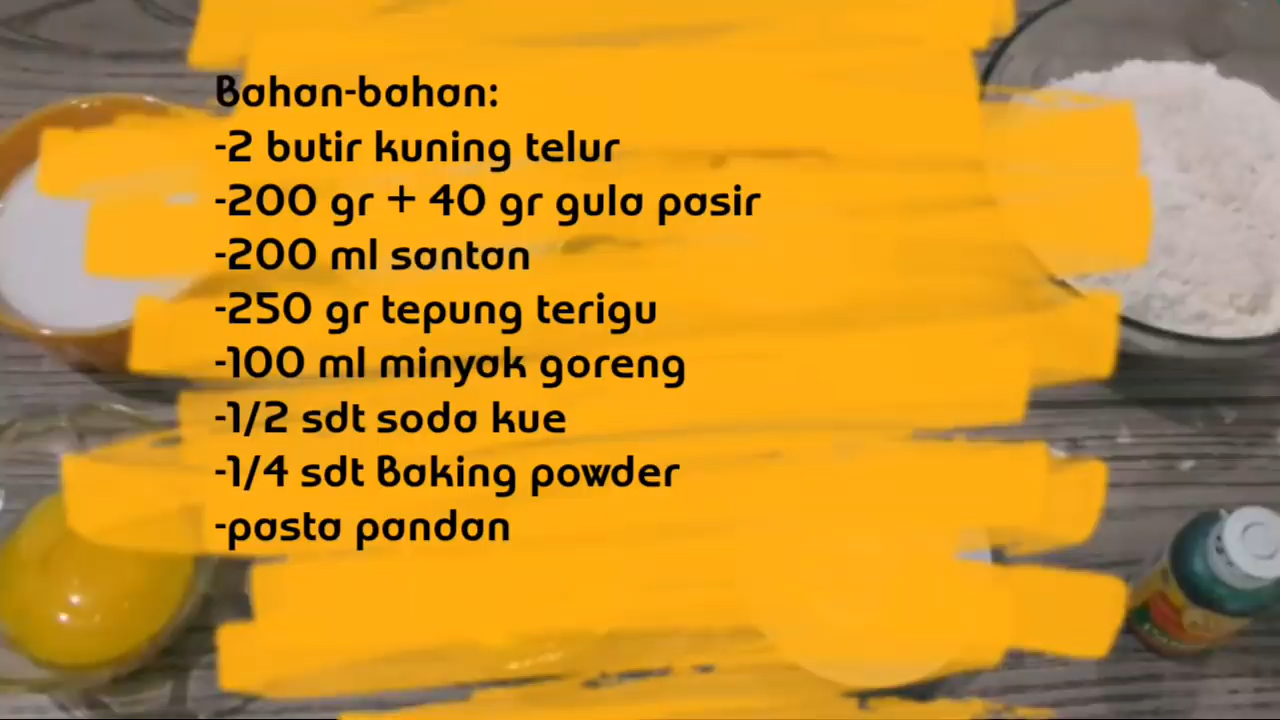 Bahan-bahan:
-2 butir kuning telur
-200 gr + 40 gr gula pasir
-200 ml santan
-250 gr tepung terigu
-100 ml minyak goreng
-1/2 sdt soda kue
-1/4 sdt Baking powder
-pasta pandan